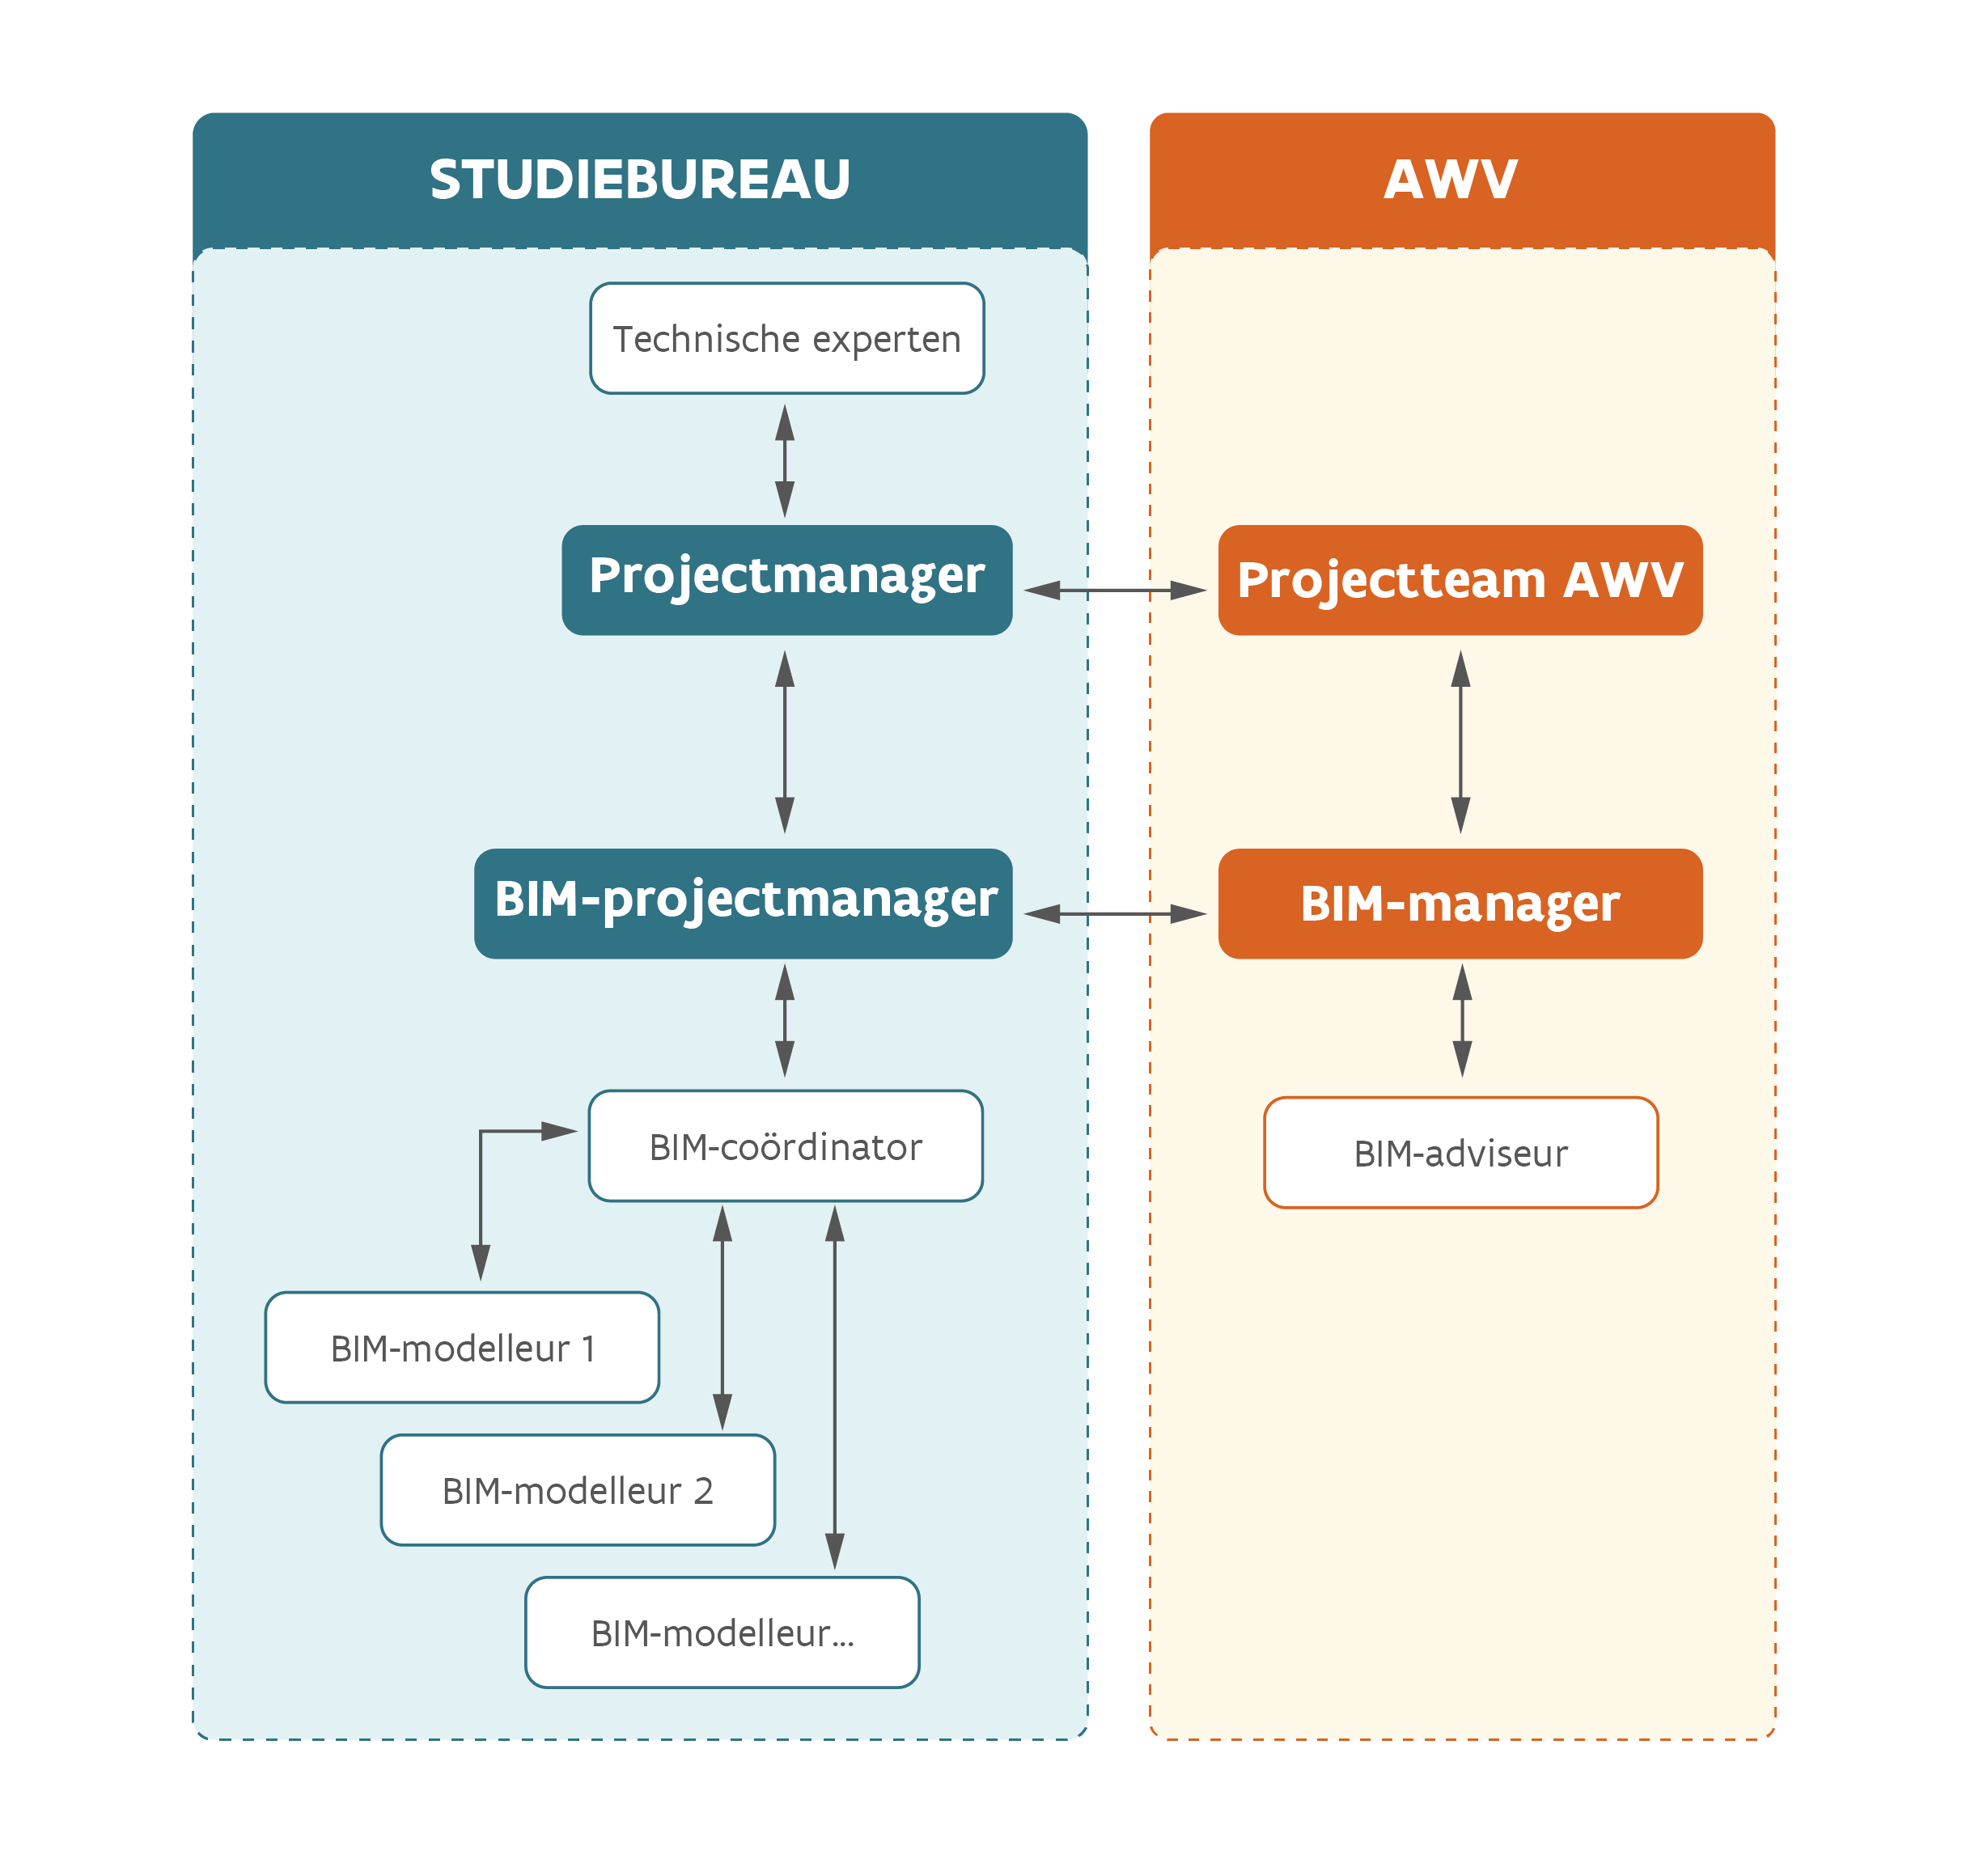 STUDIEBUREAU
AWV
Technische experten
Projectmanager
Projectteam AWV
BIM-projectmanager
BIM-manager
BIM-coördinator
BIM-adviseur
BIM-modelleur 1
BIM-modelleur 2
BIM-modelleur...